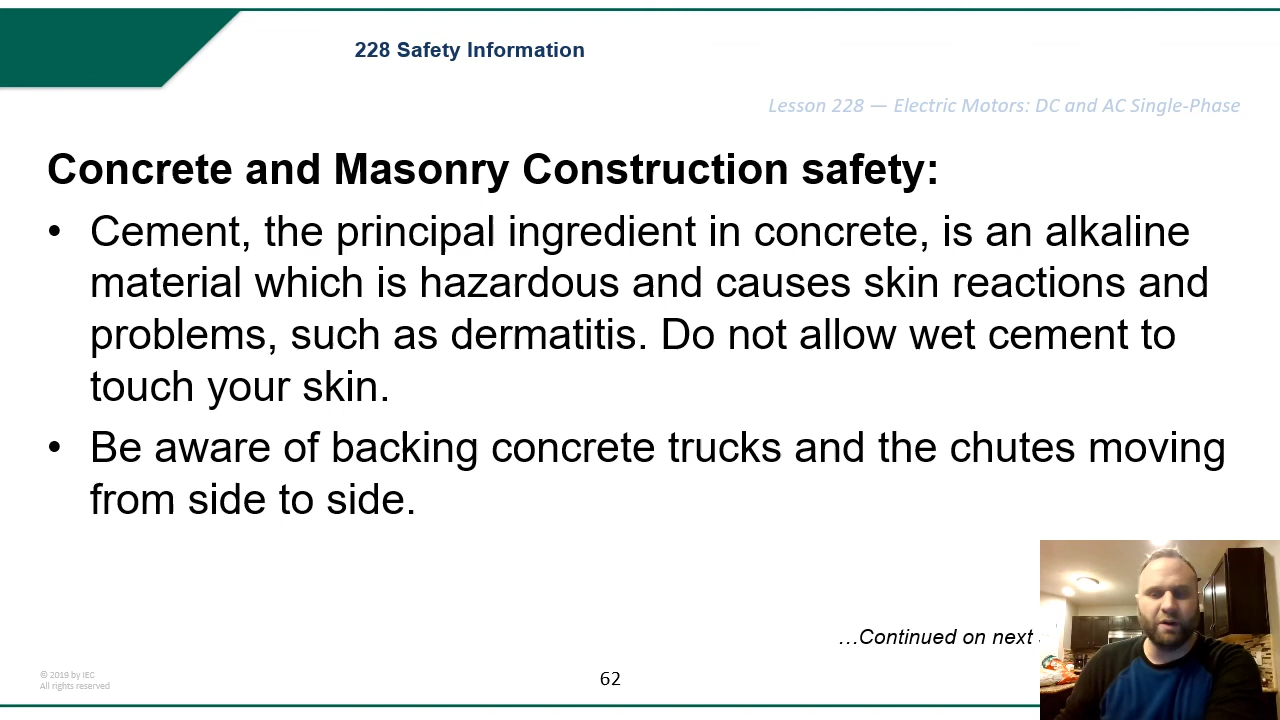 228 Safety Information
Lesson 228 — Electric Motors: DC and AC Single-Phase
Concrete and Masonry Construction safety:
• Cement, the principal ingredient in concrete, is an alkaline
material which is hazardous and causes skin reactions and
problems, such as dermatitis. Do not allow wet cement to
touch your skin.
• Be aware of backing concrete trucks and the chutes moving
from side to side.
…Continued on next
© 2019 by IEC
All rights reserved
62